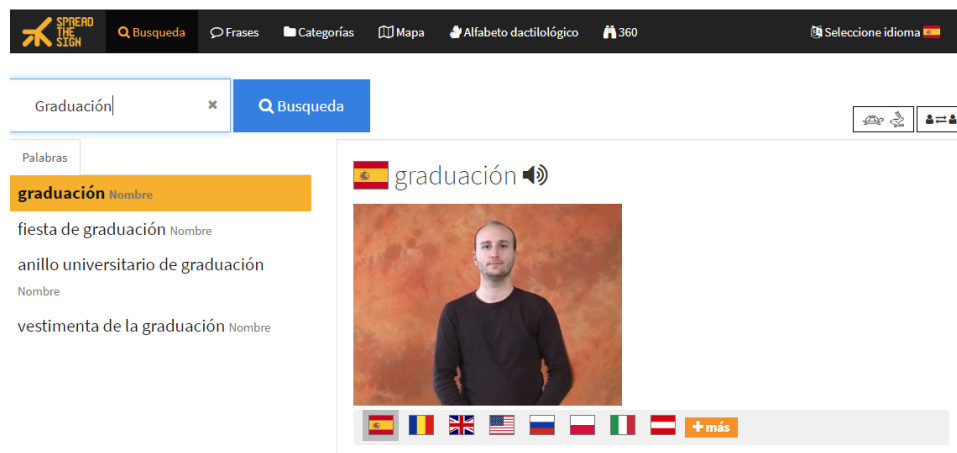 SPREAD
THE
SIGN
Busqueda
Frases
Categorías
Mapa
Alfabeto dactilológico
360
Seleccione idioma
Graduación
Busqueda
Palabras
graduación Nombre
fiesta de graduación Nombre
anillo universitario de graduación
Nombre
vestimenta de la graduación Nombre
graduación
más